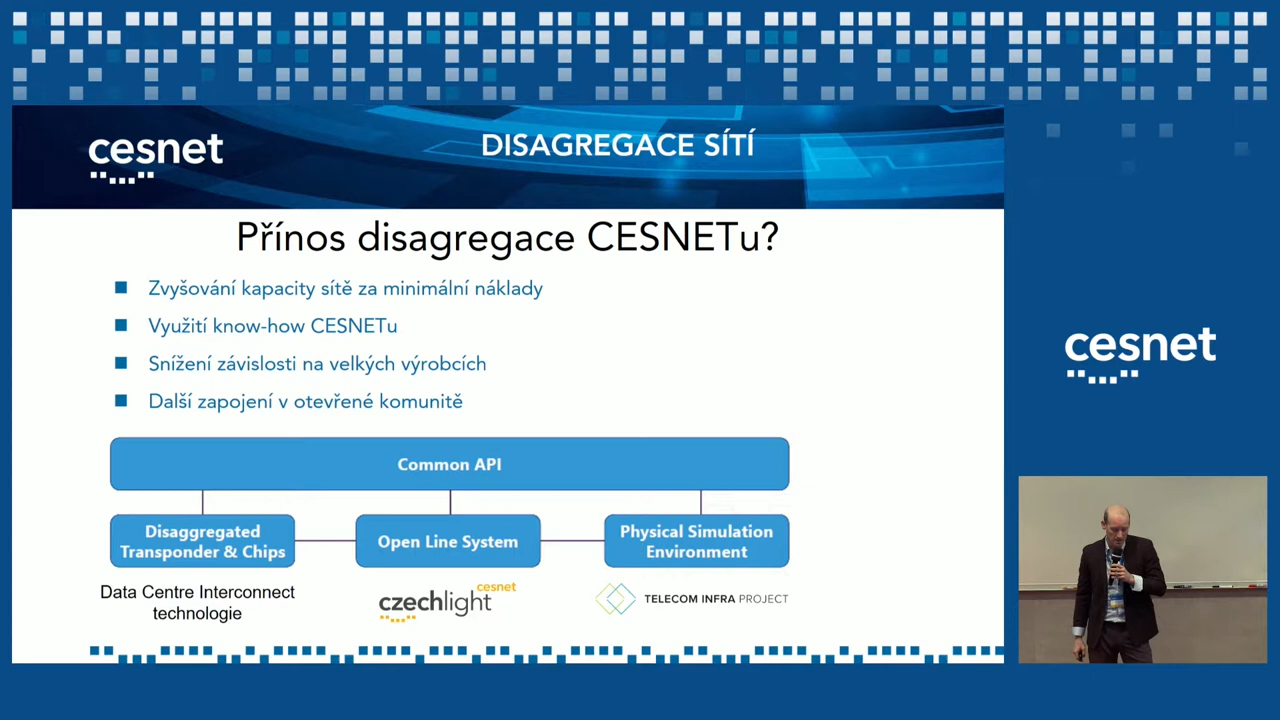 cesnet
DISAGREGACE SÍTÍ
Přínos disagregace CESNETu?
Zvyšování kapacity sítě za minimální náklady
Využití know-how CESNETu
Snížení závislosti na velkých výrobcích
Další zapojení v otevřené komunitě
Common API
Disaggregated
Transponder & Chips
Open Line System
Physical Simulation
Environment
Data Centre Interconnect
technologie
cesnet
czechlight
TELECOM INFRA PROJECT
cesnet